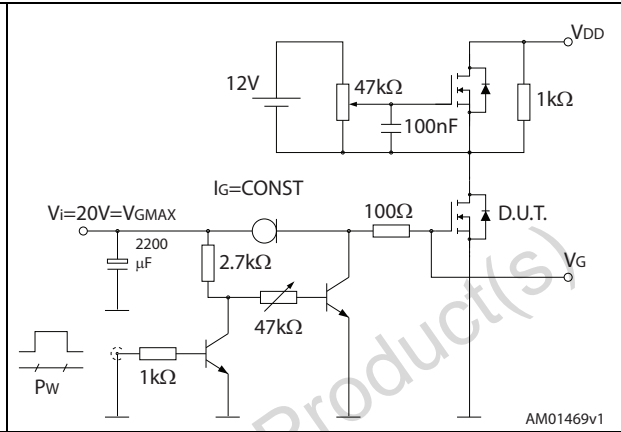 VDD
12V
47kΩ
1kΩ
100nF
IG=CONST
Vi=20V=VGMAX
100Ω
D.U.T.
2200
μF
2.7kΩ
VG
47kΩ
1kΩ
PW
Product(s)
AM01469v1